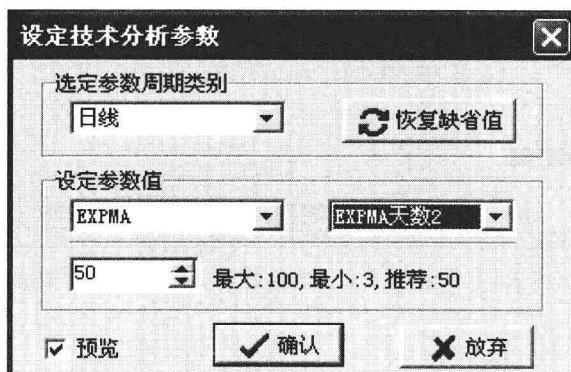 设定技术分析参数
选定参数周期类别
日线
恢复缺省值
设定参数值
EXPMA
EXPMA天数2
50
最大:100,最小:3,推荐:50
预览
确认
放弃